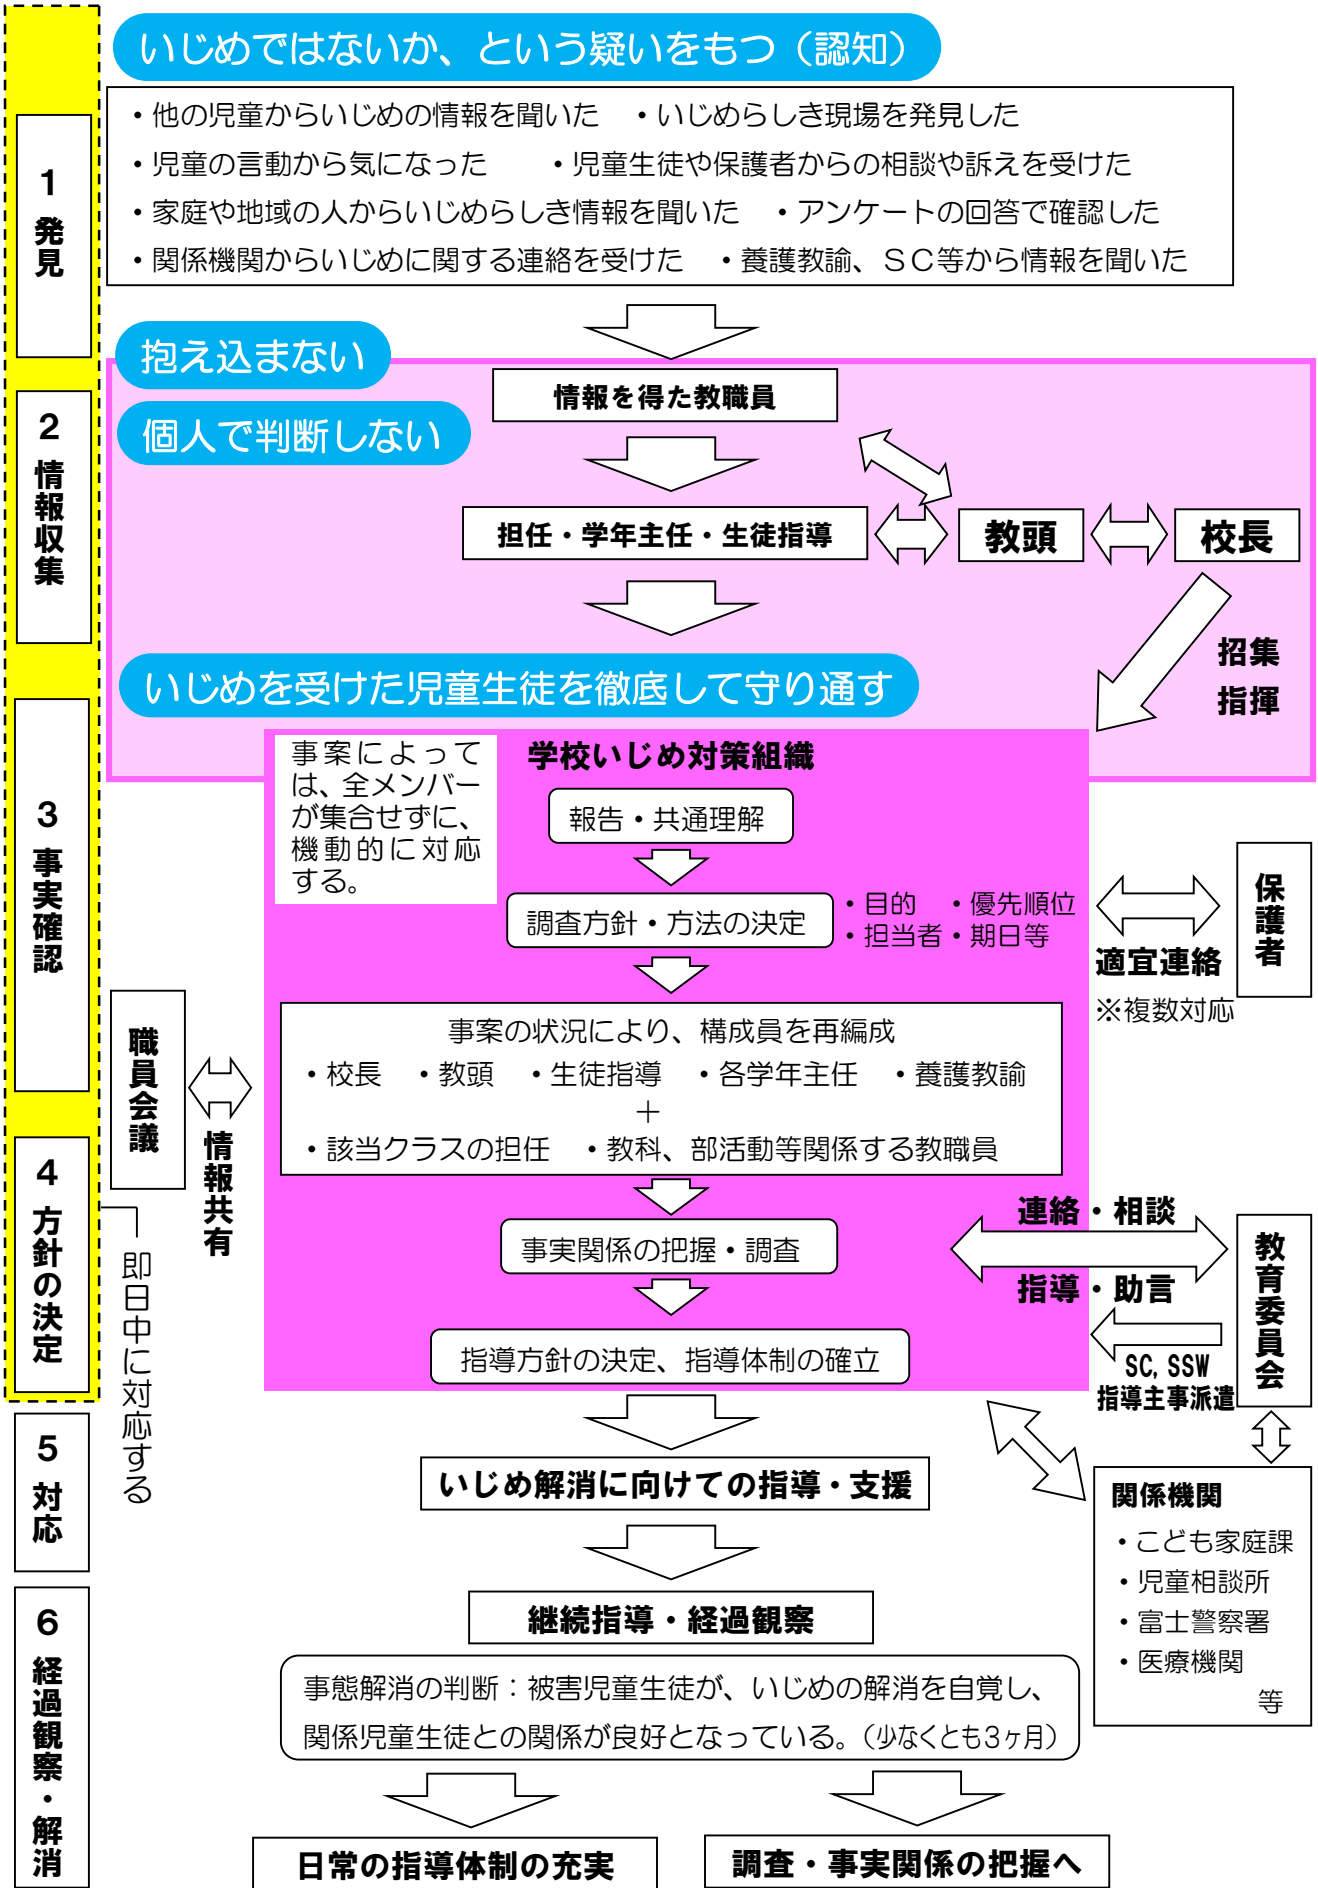 いじめではないか、という疑いをもつ（認知）
1 発見
・他の児童からいじめの情報を聞いた　・いじめらしき現場を発見した
・児童の言動から気になった　　・児童生徒や保護者からの相談や訴えを受けた
・家庭や地域の人からいじめらしき情報を聞いた　・アンケートの回答で確認した
・関係機関からいじめに関する連絡を受けた　・養護教諭、ＳＣ等から情報を聞いた
2 情報収集
抱え込まない
個人で判断しない
情報を得た教職員
担任・学年主任・生徒指導
教頭
校長
招集
指揮
いじめを受けた児童生徒を徹底して守り通す
3 事実確認
事案によって
は、全メンバー
が集合せずに、
機動的に対応
する。
学校いじめ対策組織
報告・共通理解
調査方針・方法の決定
・目的　・優先順位
・担当者・期日等
保護者
適宜連絡
※複数対応
職員会議
情報共有
事案の状況により、構成員を再編成
・校長　・教頭　・生徒指導　・各学年主任　・養護教諭
＋
・該当クラスの担任　・教科、部活動等関係する教職員
4 方針の決定
即日中に対応する
事実関係の把握・調査
指導方針の決定、指導体制の確立
連絡・相談
指導・助言
教育委員会
SC, SSW
指導主事派遣
5 対応
いじめ解消に向けての指導・支援
関係機関
・こども家庭課
・児童相談所
・富士警察署
・医療機関
等
6 経過観察・解消
継続指導・経過観察
事態解消の判断：被害児童生徒が、いじめの解消を自覚し、
関係児童生徒との関係が良好となっている。（少なくとも3ヶ月）
日常の指導体制の充実
調査・事実関係の把握へ